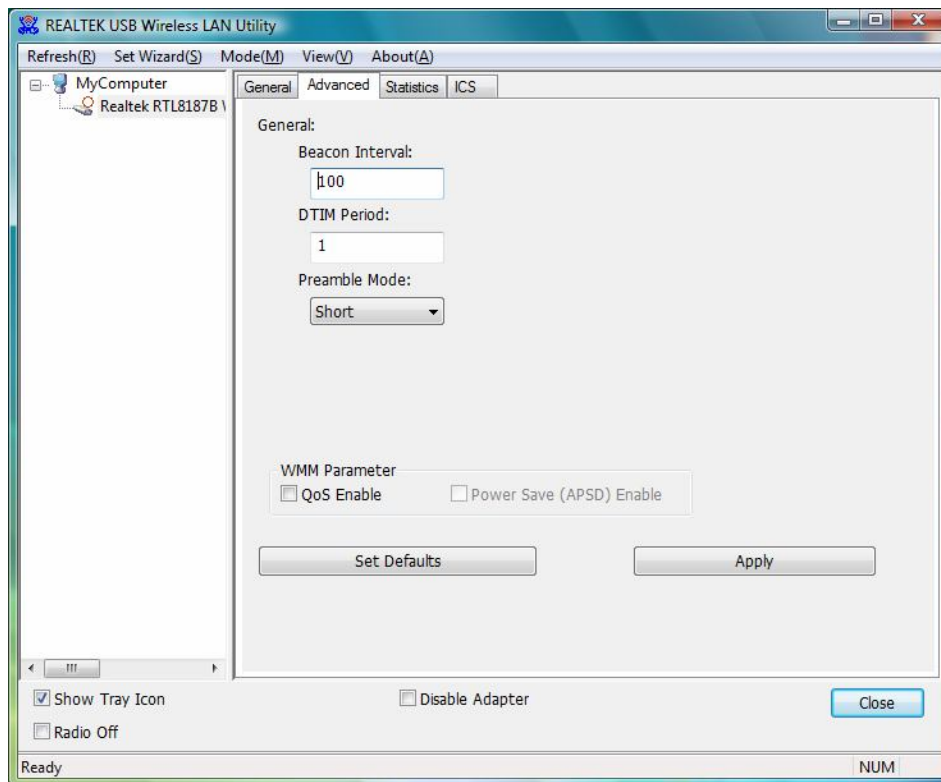 REALTEK USB Wireless LAN Utility
Refresh(R) Set Wizard(S) Mode(M) View(V) About(A)
MyComputer
Realtek RTL8187B
General Advanced Statistics ICS
General:
Beacon Interval:
100
DTIM Period:
1
Preamble Mode:
Short
WMM Parameter
QoS Enable Power Save (APSD) Enable
Set Defaults Apply
Show Tray Icon Disable Adapter Close
Radio Off
Ready NUM